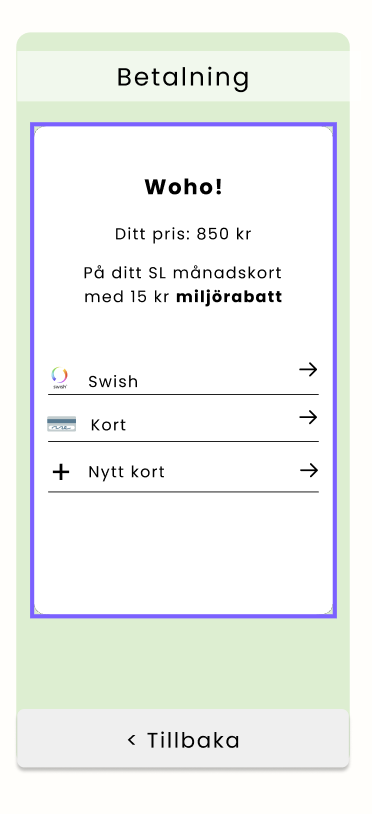 Betalning
Woho!
Ditt pris: 850 kr
På ditt SL månadskort
med 15 kr miljörabatt
swish
Swish
Kort
+ Nytt kort
< Tillbaka